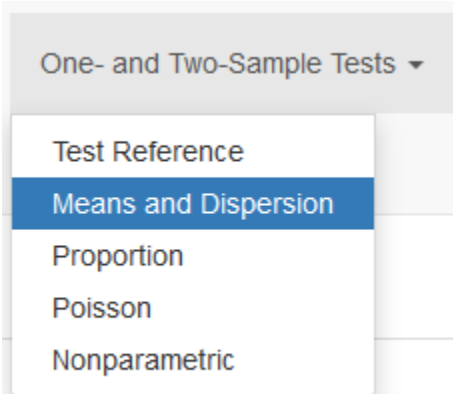 One- and Two-Sample Tests
Test Reference
Means and Dispersion
Proportion
Poisson
Nonparametric